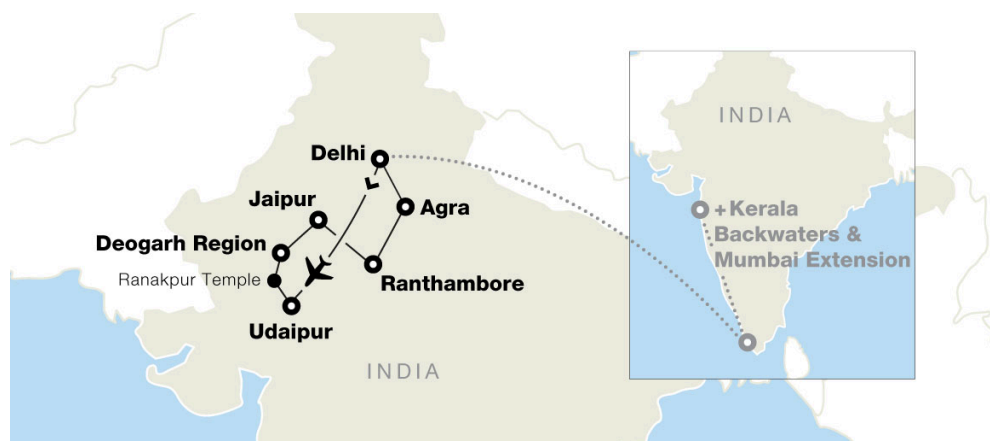 Delhi
Jaipur
Agra
Deogarh Region
Ranakpur Temple
Ranthambore
Udaipur
INDIA
INDIA
+Kerala
Backwaters &
Mumbai Extension